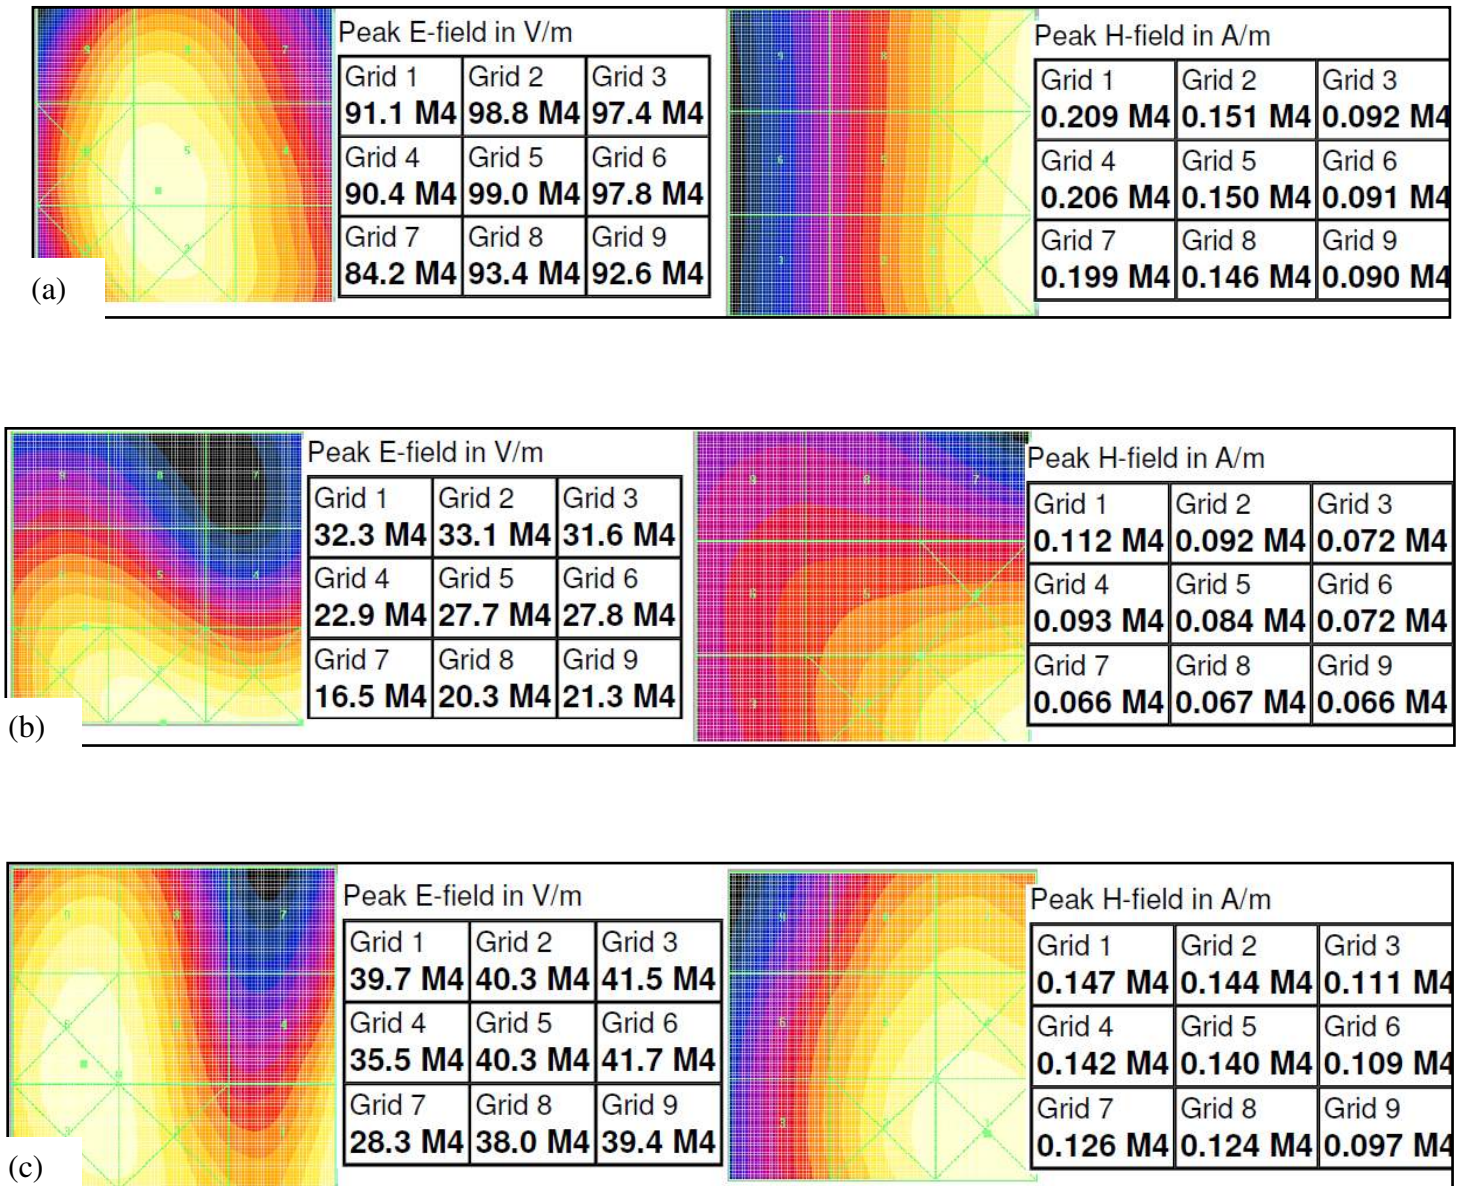 Peak E-field in V/m
Grid 1 Grid 2 Grid 3
91.1 M4 98.8 M4 97.4 M4
Grid 4 Grid 5 Grid 6
90.4 M4 99.0 M4 97.8 M4
Grid 7 Grid 8 Grid 9
84.2 M4 93.4 M4 92.6 M4
Peak H-field in A/m
Grid 1 Grid 2 Grid 3
0.209 M4 0.151 M4 0.092 M4
Grid 4 Grid 5 Grid 6
0.206 M4 0.150 M4 0.091 M4
Grid 7 Grid 8 Grid 9
0.199 M4 0.146 M4 0.090 M4
(a)
Peak E-field in V/m
Grid 1 Grid 2 Grid 3
32.3 M4 33.1 M4 31.6 M4
Grid 4 Grid 5 Grid 6
22.9 M4 27.7 M4 27.8 M4
Grid 7 Grid 8 Grid 9
16.5 M4 20.3 M4 21.3 M4
Peak H-field in A/m
Grid 1 Grid 2 Grid 3
0.112 M4 0.092 M4 0.072 M4
Grid 4 Grid 5 Grid 6
0.093 M4 0.084 M4 0.072 M4
Grid 7 Grid 8 Grid 9
0.066 M4 0.067 M4 0.066 M4
(b)
Peak E-field in V/m
Grid 1 Grid 2 Grid 3
39.7 M4 40.3 M4 41.5 M4
Grid 4 Grid 5 Grid 6
35.5 M4 40.3 M4 41.7 M4
Grid 7 Grid 8 Grid 9
28.3 M4 38.0 M4 39.4 M4
Peak H-field in A/m
Grid 1 Grid 2 Grid 3
0.147 M4 0.144 M4 0.111 M4
Grid 4 Grid 5 Grid 6
0.142 M4 0.140 M4 0.109 M4
Grid 7 Grid 8 Grid 9
0.126 M4 0.124 M4 0.097 M4
(c)